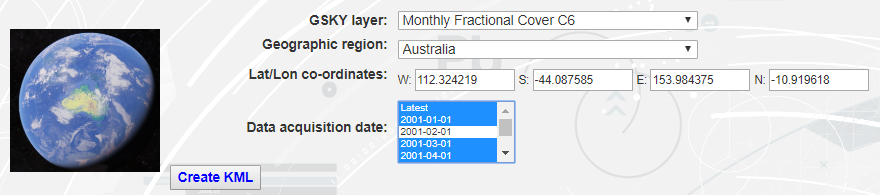 GSKY layer: Monthly Fractional Cover C6
Geographic region: Australia
Lat/Lon co-ordinates: W: 112.324219 S: -44.087585 E: 153.984375 N: -10.919618
Data acquisition date: Latest
2001-01-01
2001-02-01
2001-03-01
2001-04-01
Create KML